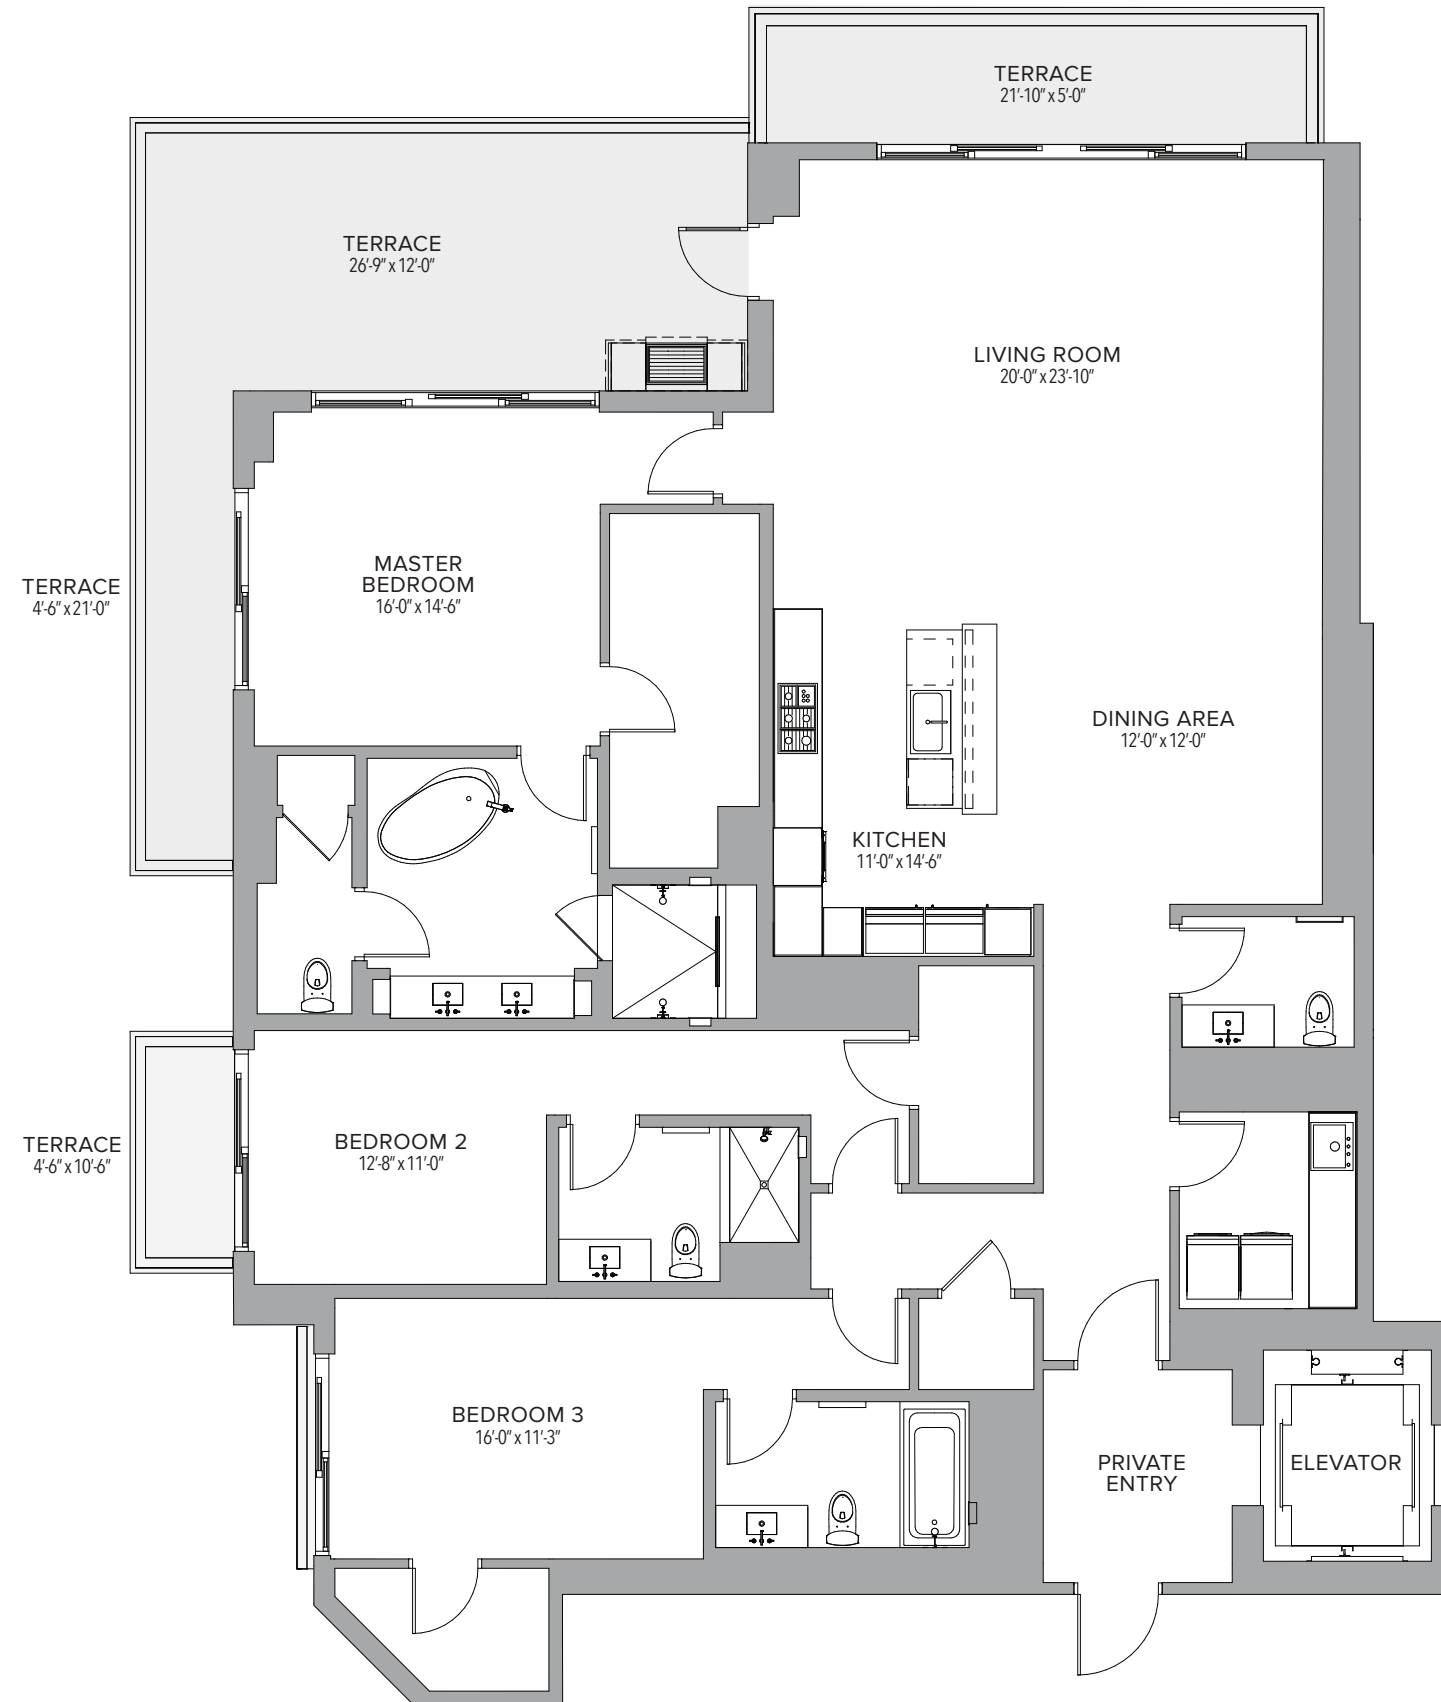 TERRACE
21'-10" x 5'-0"
TERRACE
26'-9" x 12'-0"
LIVING ROOM
20'-0" x 23'-10"
MASTER
BEDROOM
16'-0" x 14'-6"
TERRACE
4'-6" x 21'-0"
DINING AREA
12'-0" x 12'-0"
KITCHEN
11'-0" x 14'-6"
TERRACE
4'-6" x 10'-6"
BEDROOM 2
12'-8" x 11'-0"
BEDROOM 3
16'-0" x 11'-3"
PRIVATE
ENTRY
ELEVATOR